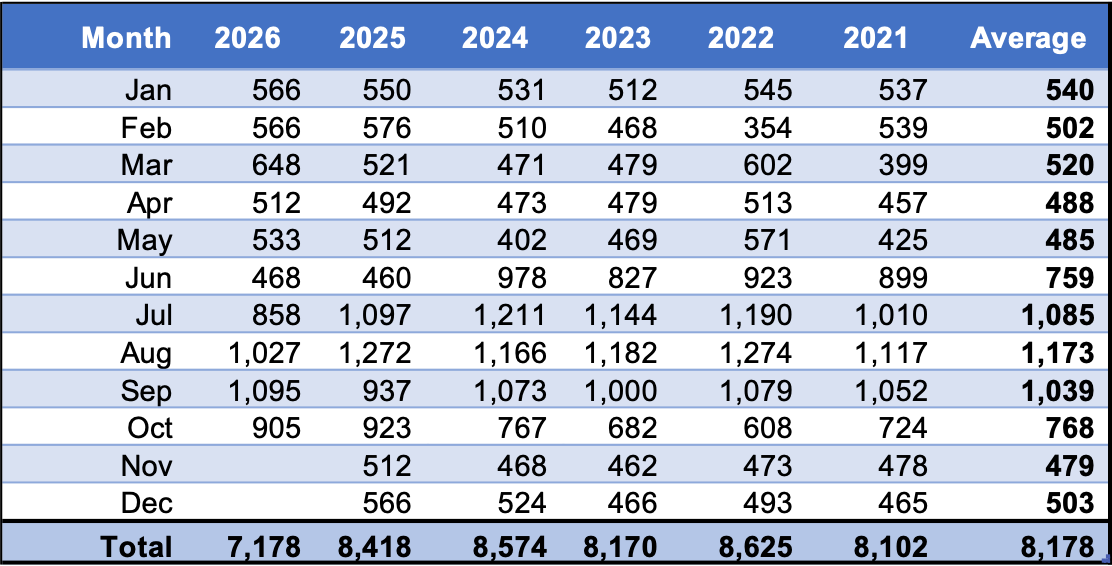 Month 2026 2025 2024 2023 2022 2021 Average
Jan 566 550 531 512 545 537 540
Feb 566 576 510 468 354 539 502
Mar 648 521 471 479 602 399 520
Apr 512 492 473 479 513 457 488
May 533 512 402 469 571 425 485
Jun 468 460 978 827 923 899 759
Jul 858 1,097 1,211 1,144 1,190 1,010 1,085
Aug 1,027 1,272 1,166 1,182 1,274 1,117 1,173
Sep 1,095 937 1,073 1,000 1,079 1,052 1,039
Oct 905 923 767 682 608 724 768
Nov 512 468 462 473 478 479
Dec 566 524 466 493 465 503
Total 7,178 8,418 8,574 8,170 8,625 8,102 8,178